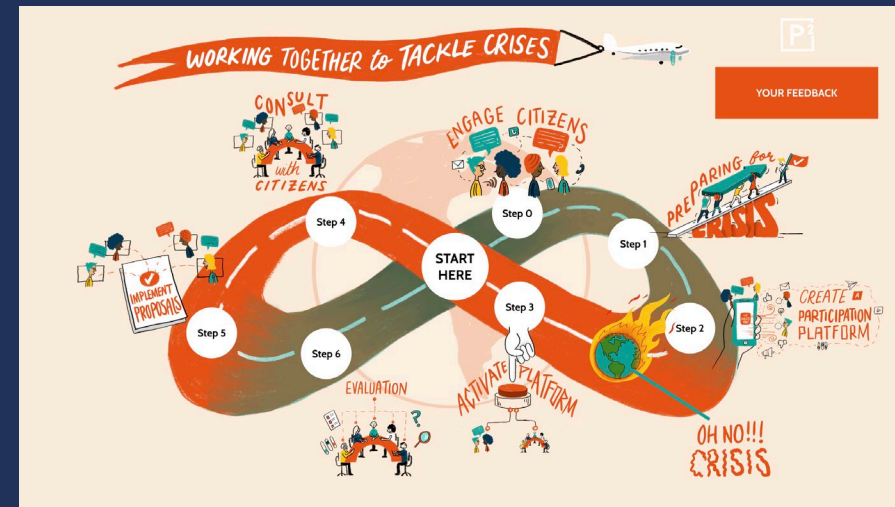 WORKING TOGETHER to TACKLE CRISES
P2
YOUR FEEDBACK
CONSULT
with
CITIZENS
ENGAGE CITIZENS
PREPARING for
CRISIS
Step 4
Step 0
Step 1
START
HERE
IMPLEMENT
PROPOSALS
Step 3
CREATE A
PARTICIPATION
PLATFORM
Step 5
Step 2
Step 6
EVALUATION
ACTIVATE PLATFORM
OH NO!!!
CRISIS